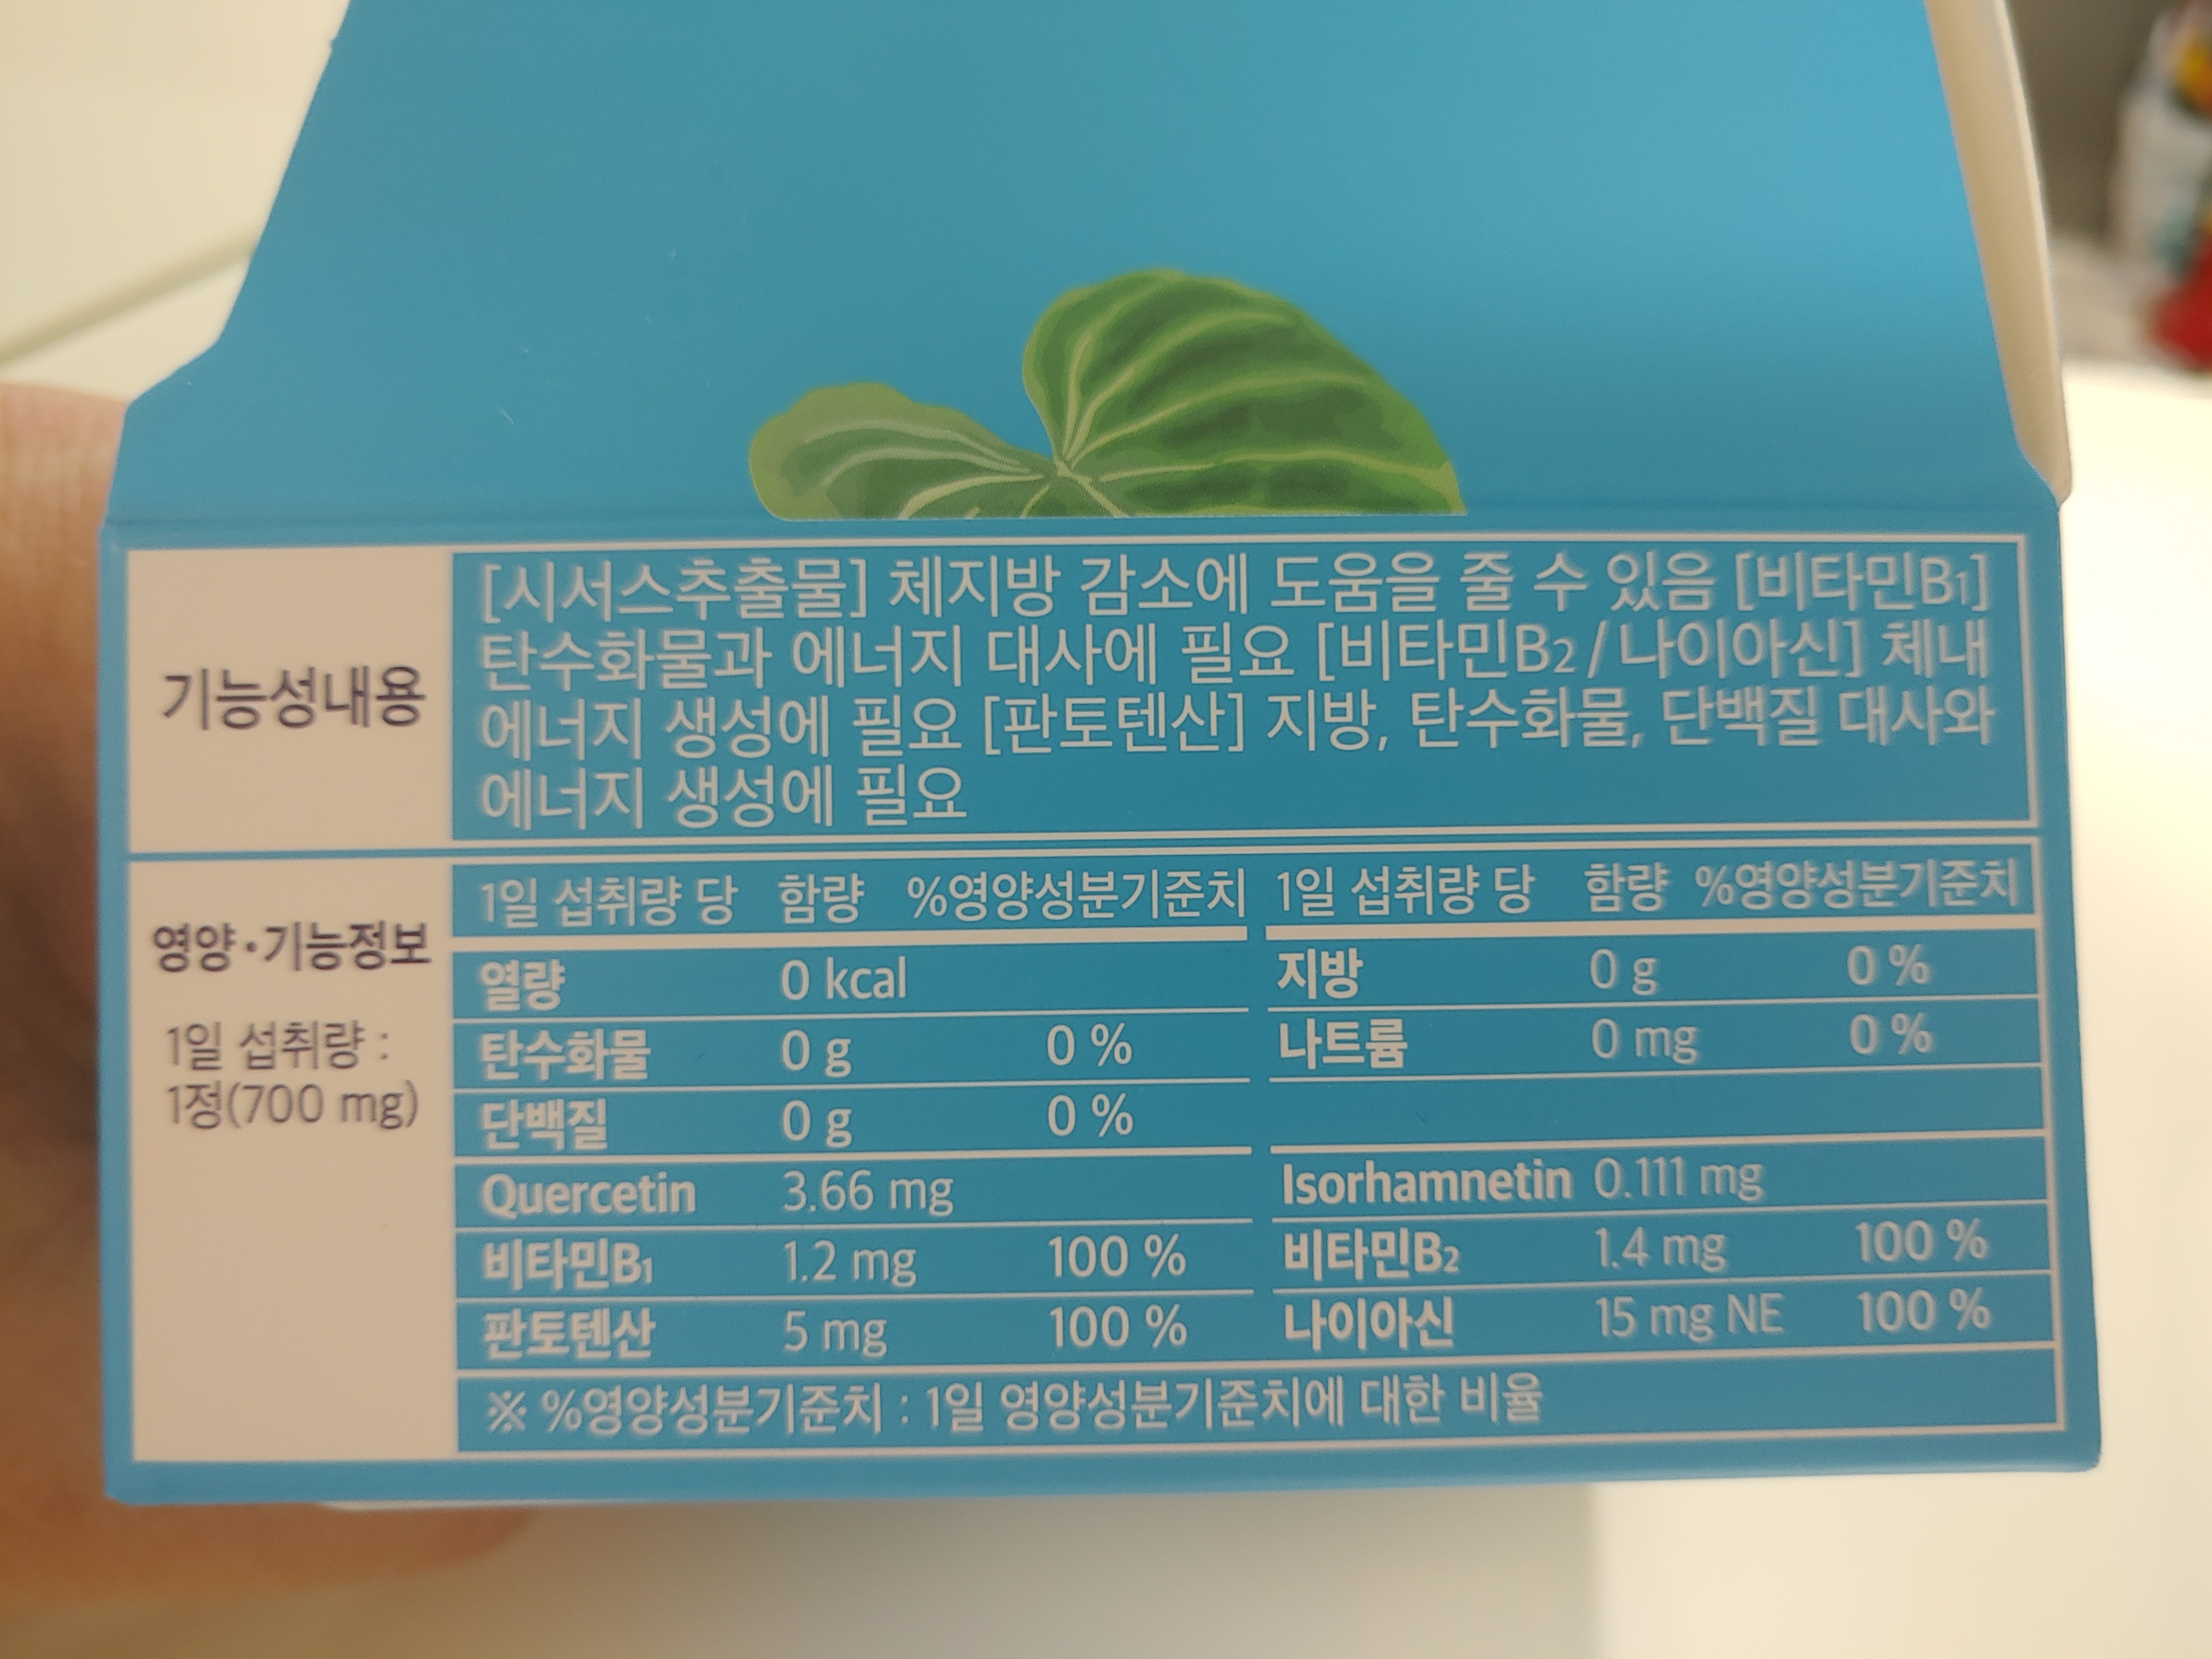 기능성내용
[시서스추출물] 체지방 감소에 도움을 줄 수 있음 [비타민B1]
탄수화물과 에너지 대사에 필요 [비타민B2/나이아신] 체내
에너지 생성에 필요 [판토텐산] 지방, 탄수화물, 단백질 대사와
에너지 생성에 필요
영양·기능정보
1일 섭취량 :
1정(700 mg)
1일 섭취량 당 함량 %영양성분기준치 1일 섭취량 당 함량 %영양성분기준치
열량 0 kcal 지방 0 g 0 %
탄수화물 0 g 0 % 나트륨 0 mg 0 %
단백질 0 g 0 %
Quercetin 3.66 mg Isorhamnetin 0.111 mg
비타민B1 1.2 mg 100 % 비타민B2 1.4 mg 100 %
판토텐산 5 mg 100 % 나이아신 15 mg NE 100 %
※ %영양성분기준치 : 1일 영양성분기준치에 대한 비율